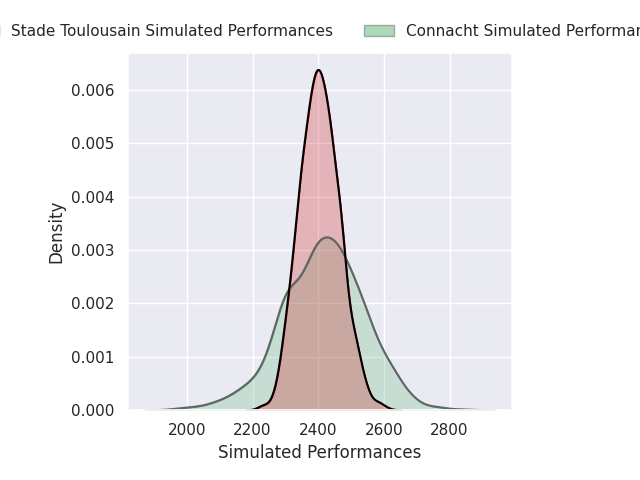 Stade Toulousain Simulated Performances
Connacht Simulated
0.006
0.005
0.004
0.003
0.002
0.001
0.000
Density
2000 2200 2400 2600 2800
Simulated Performances